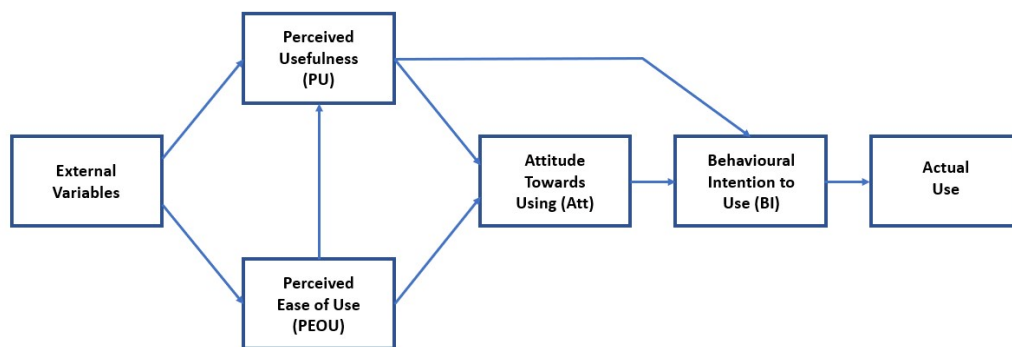 Perceived
Usefulness
(PU)
External
Variables
Attitude
Towards
Using (Att)
Behavioural
Intention to
Use (BI)
Actual
Use
Perceived
Ease of Use
(PEOU)